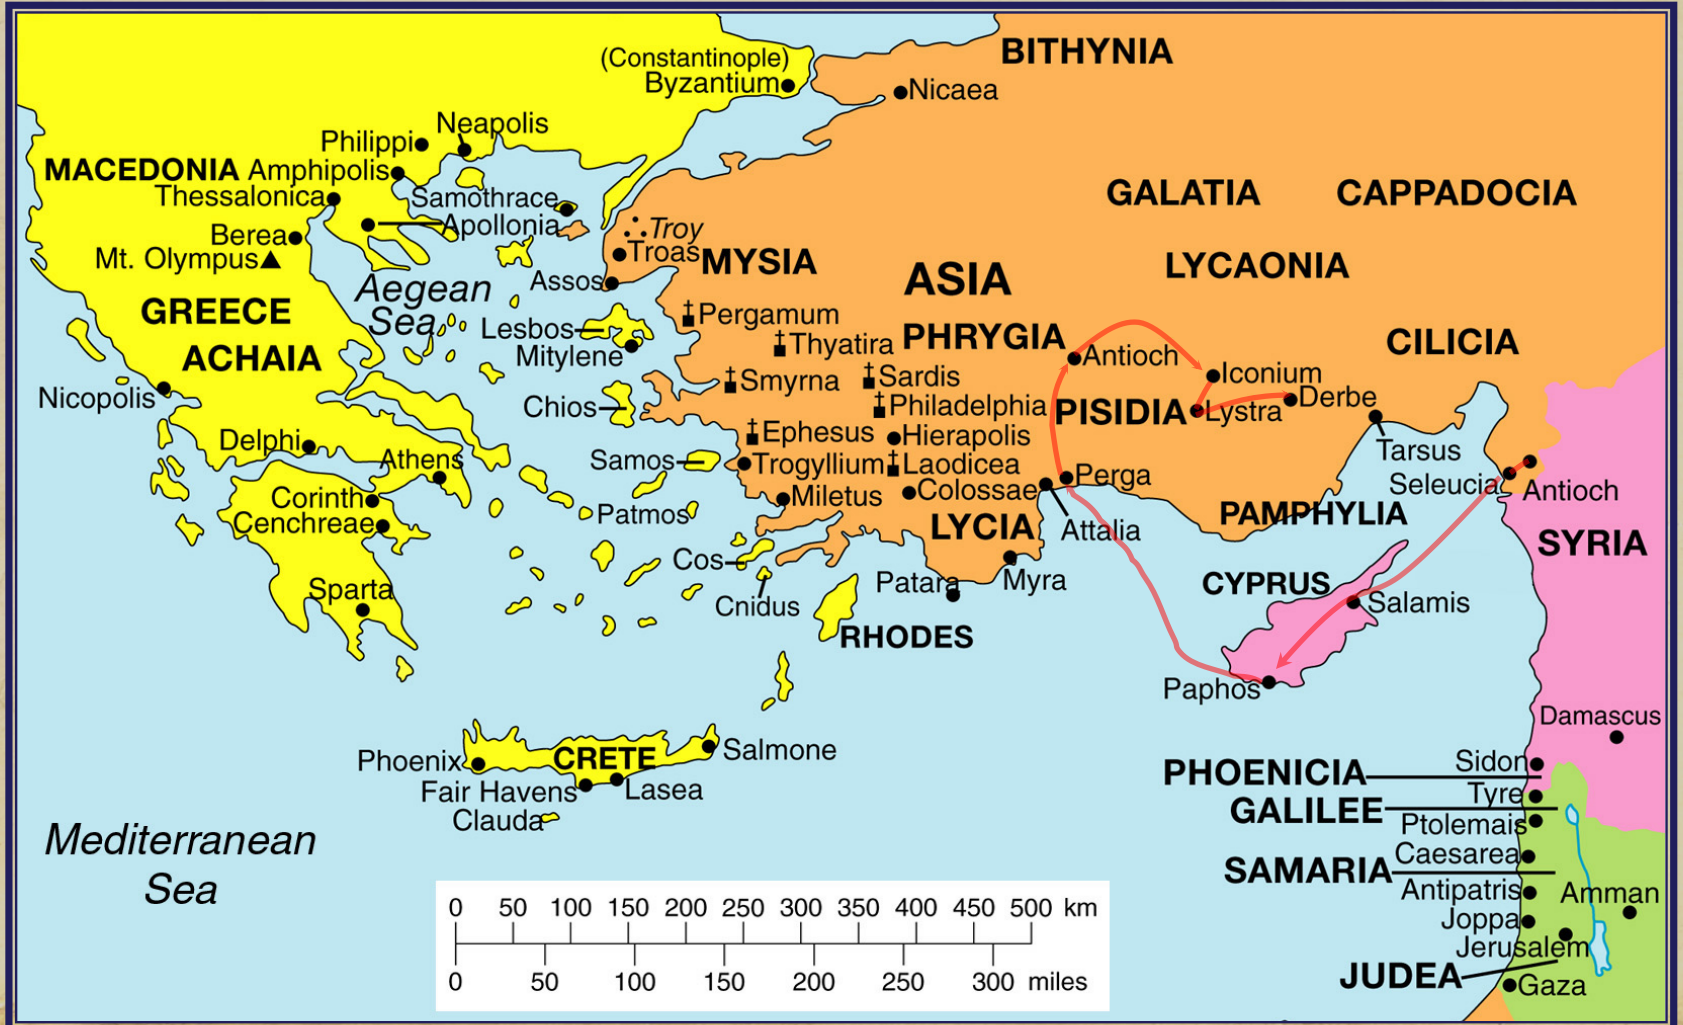 (Constantinople)
Byzantium
BITHYNIA
Nicaea
Neapolis
Philippi
MACEDONIA
Amphipolis
Thessalonica
Samothrace
Apollonia
GALATIA
CAPPADOCIA
Berea
Troy
Troas
Mt. Olympus
MYSIA
ASIA
LYCAONIA
Aegean
Sea
Assos
GREECE
Pergamum
Lesbos
Mitylene
Thyatira
PHRYGIA
CILICIA
ACHAIA
Antioch
Nicopolis
Smyrna
Sardis
Iconium
Chios
Philadelphia
PISIDIA
Lystra
Derbe
Delphi
Ephesus
Hierapolis
Tarsus
Athens
Samos
Trogyllium
Laodicea
Perga
Seleucia
Antioch
Corinth
Miletus
Colossae
Cenchreae
Patmos
LYCIA
Attalia
PAMPHYLIA
SYRIA
Cos
Sparta
Cnidus
Patara
Myra
CYPRUS
Salamis
RHODES
Paphos
Damascus
Phoenix
CRETE
Salmone
Fair Havens
Lasea
Clauda
PHOENICIA
Sidon
Tyre
GALILEE
Ptolemais
Mediterranean
Sea
Caesarea
SAMARIA
Antipatris
Amman
Joppa
Jerusalem
JUDEA
Gaza
0 50 100 150 200 250 300 350 400 450 500 km
0 50 100 150 200 250 300 miles